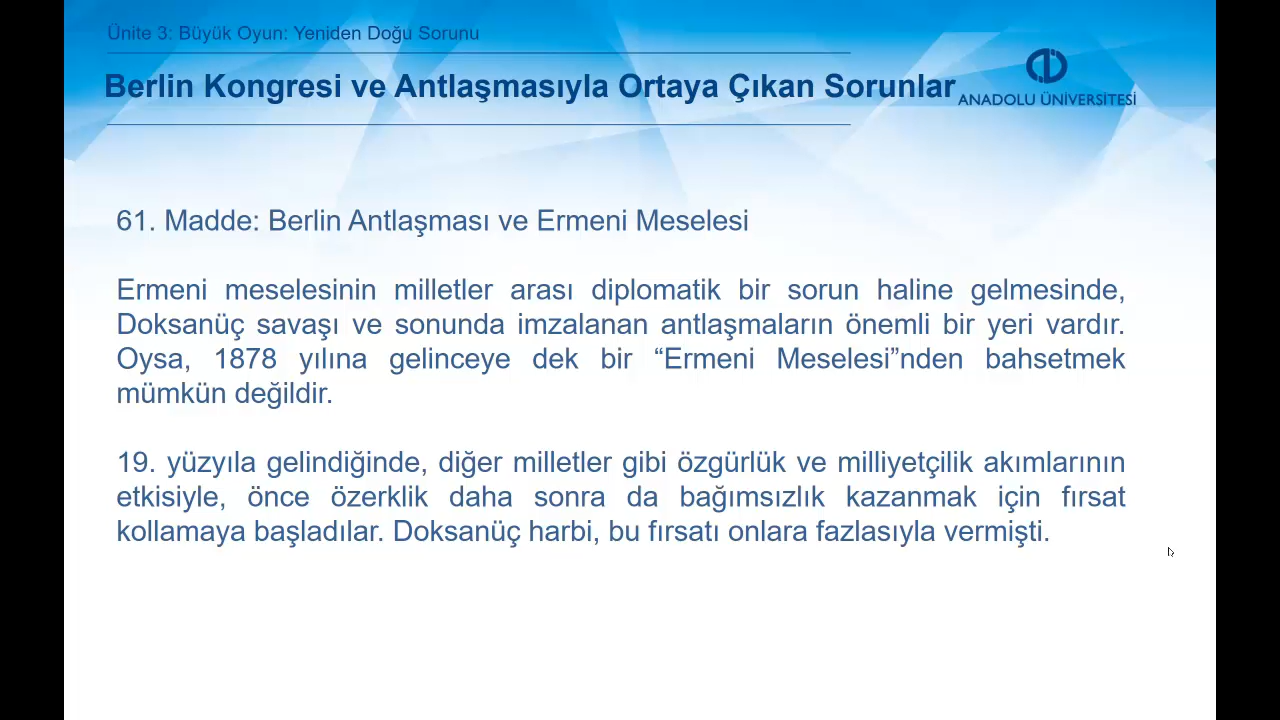 Ünite 3: Büyük Oyun: Yeniden Doğu Sorunu
Berlin Kongresi ve Antlaşmasıyla Ortaya Çıkan Sorunlar
ANADOLU ÜNİVERSİTESİ
61. Madde: Berlin Antlaşması ve Ermeni Meselesi
Ermeni meselesinin milletler arası diplomatik bir sorun haline gelmesinde,
Doksanüç savaşı ve sonunda imzalanan antlaşmaların önemli bir yeri vardır.
Oysa, 1878 yılına gelinceye dek bir “Ermeni Meselesi”nden bahsetmek
mümkün değildir.
19. yüzyıla gelindiğinde, diğer milletler gibi özgürlük ve milliyetçilik akımlarının
etkisiyle, önce özerklik daha sonra da bağımsızlık kazanmak için fırsat
kollamaya başladılar. Doksanüç harbi, bu fırsatı onlara fazlasıyla vermişti.